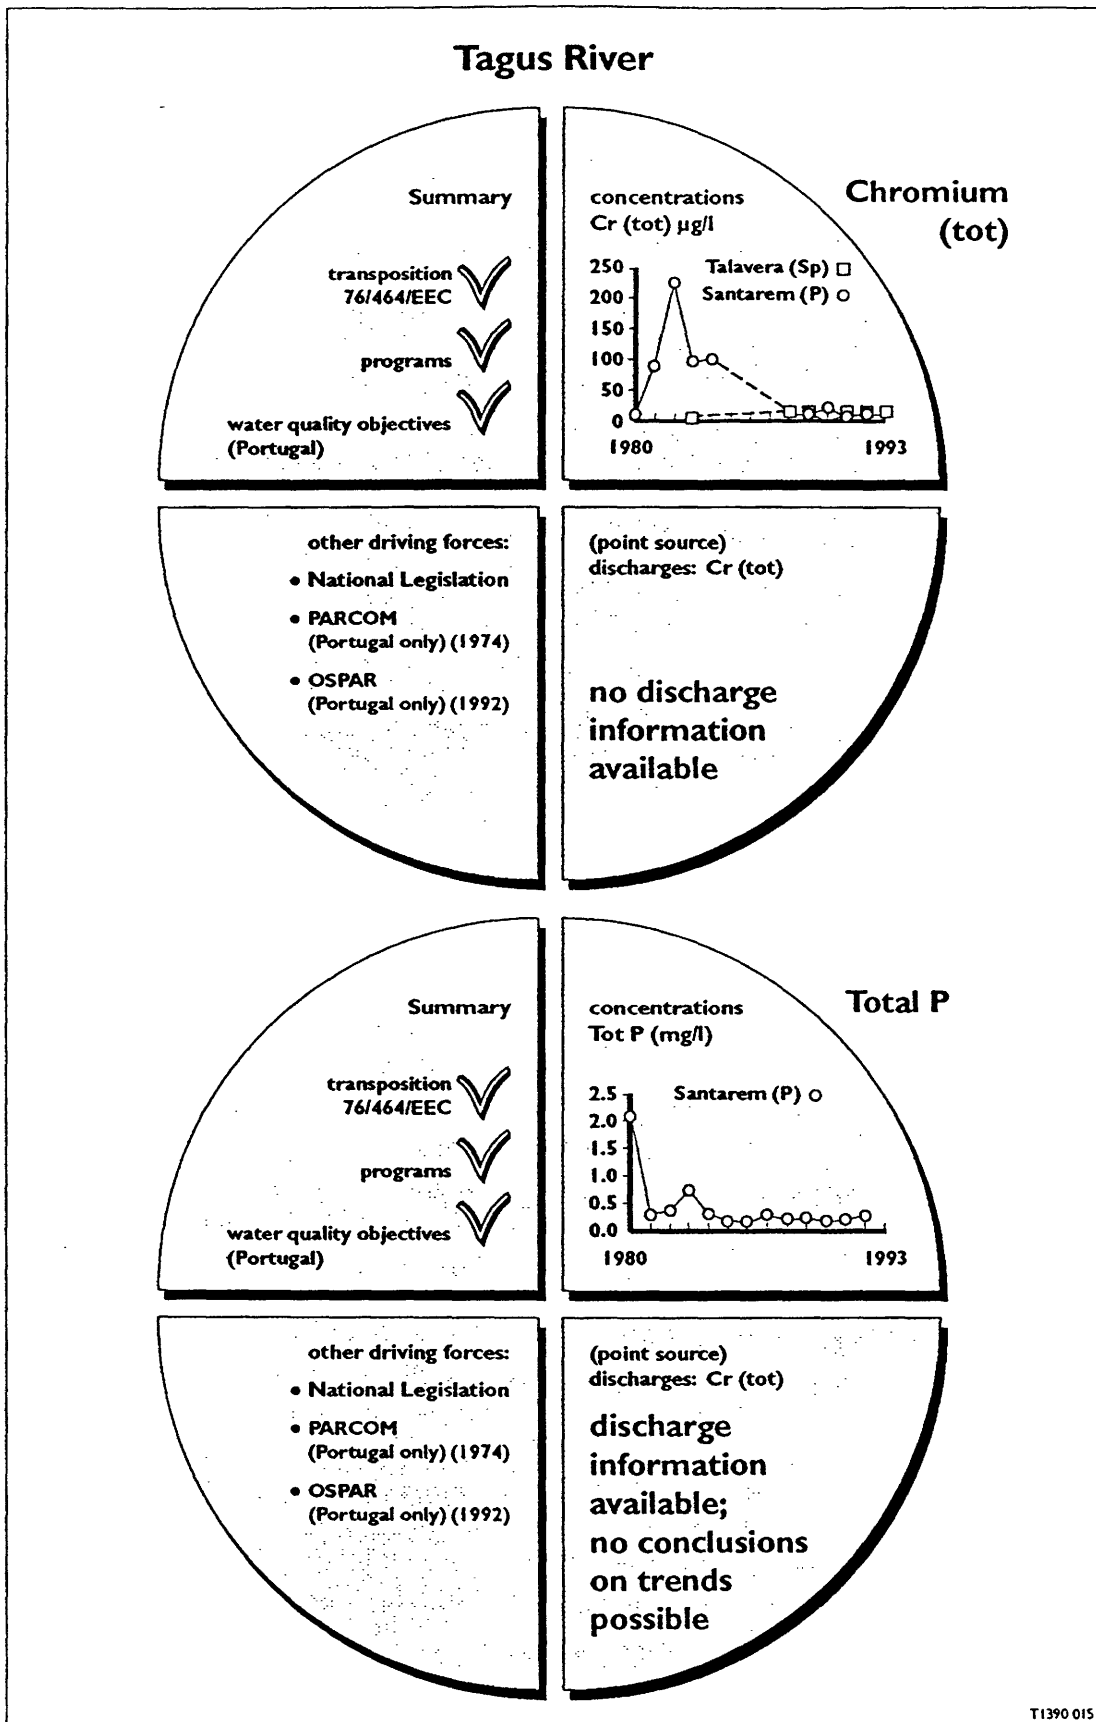 Tagus River
Summary
transposition
76/464/EEC
programs
water quality objectives
(Portugal)
concentrations
Cr (tot) µg/l
Chromium
(tot)
250
200
150
100
50
0
Talavera (Sp)
Santarem (P)
1980
1993
other driving forces:
• National Legislation
• PARCOM
(Portugal only) (1974)
• OSPAR
(Portugal only) (1992)
(point source)
discharges: Cr (tot)
no discharge
information
available
Summary
transposition
76/464/EEC
programs
water quality objectives
(Portugal)
concentrations
Tot P (mg/l)
Total P
2.5
2.0
1.5
1.0
0.5
0.0
Santarem (P)
1980
1993
other driving forces:
• National Legislation
• PARCOM
(Portugal only) (1974)
• OSPAR
(Portugal only) (1992)
(point source)
discharges: Cr (tot)
discharge
information
available;
no conclusions
on trends
possible
T1390 015